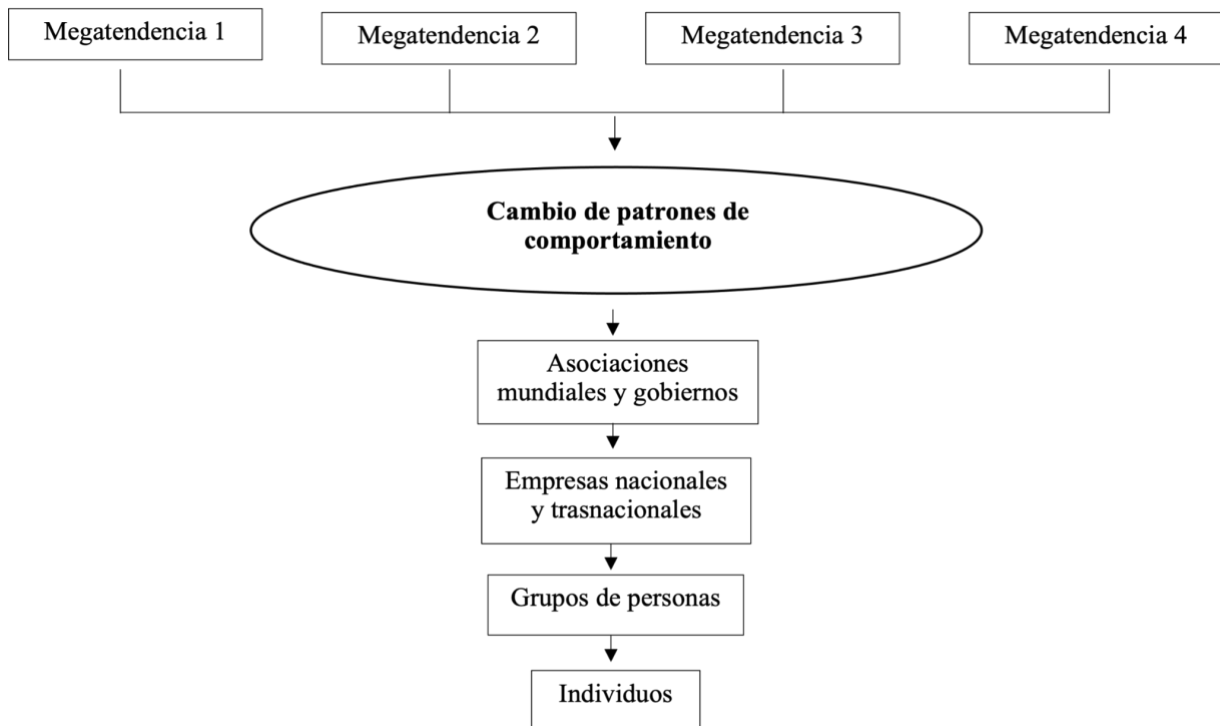 Megatendencia 1
Megatendencia 2
Megatendencia 3
Megatendencia 4
Cambio de patrones de
comportamiento
Asociaciones
mundiales y gobiernos
Empresas nacionales
y trasnacionales
Grupos de personas
Individuos